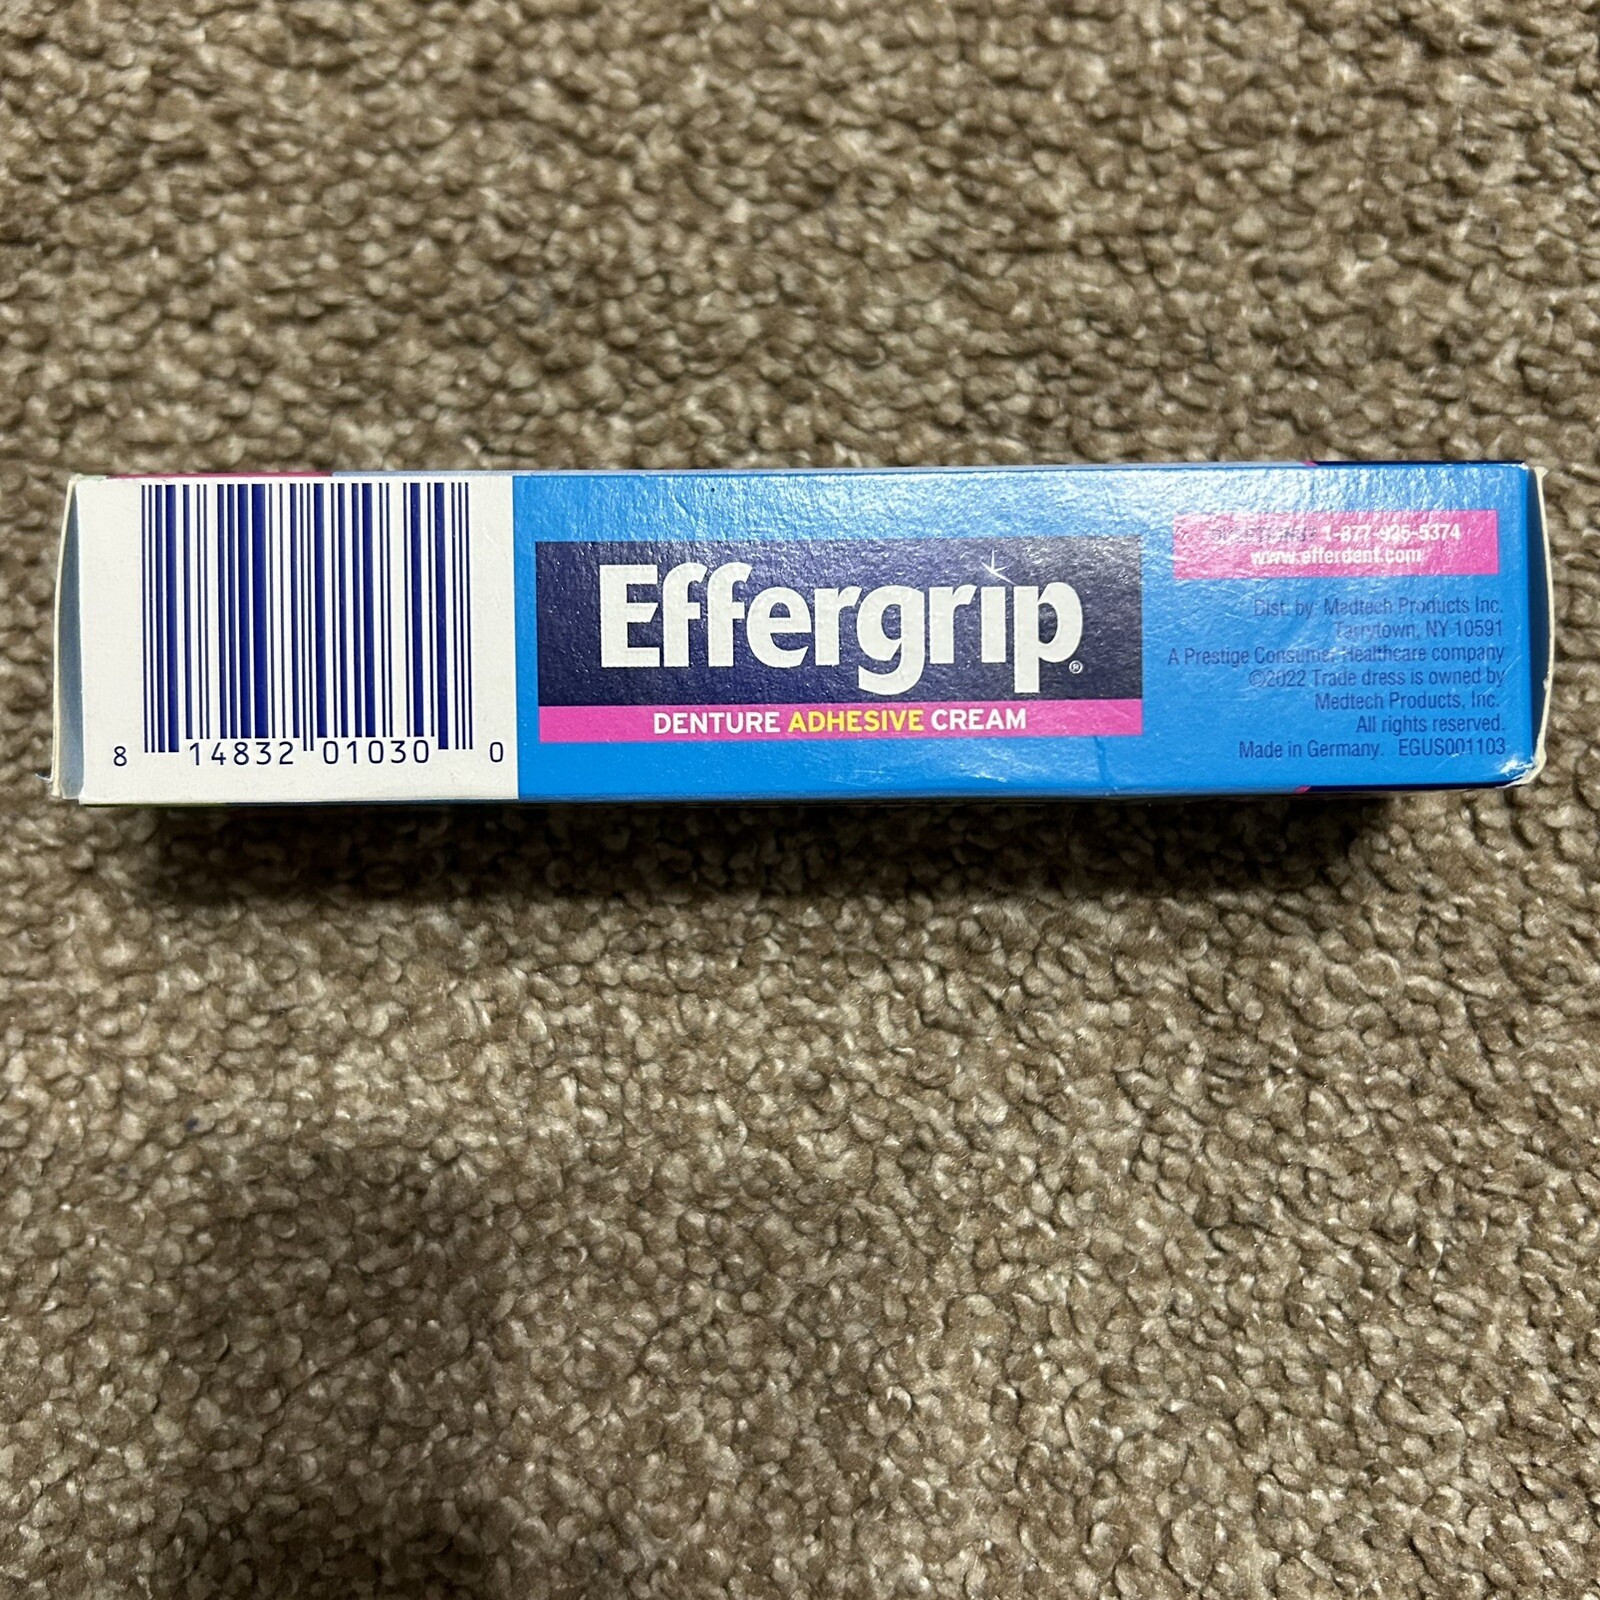 8 14832 01030 0
Effergrip®
DENTURE ADHESIVE CREAM
1-877-925-5374
www.efferdent.com
Dist. by Medtech Products Inc.
Tarrytown, NY 10591
A Prestige Consumer Healthcare company
©2022 Trade dress is owned by
Medtech Products, Inc.
All rights reserved.
Made in Germany. EGUS001103